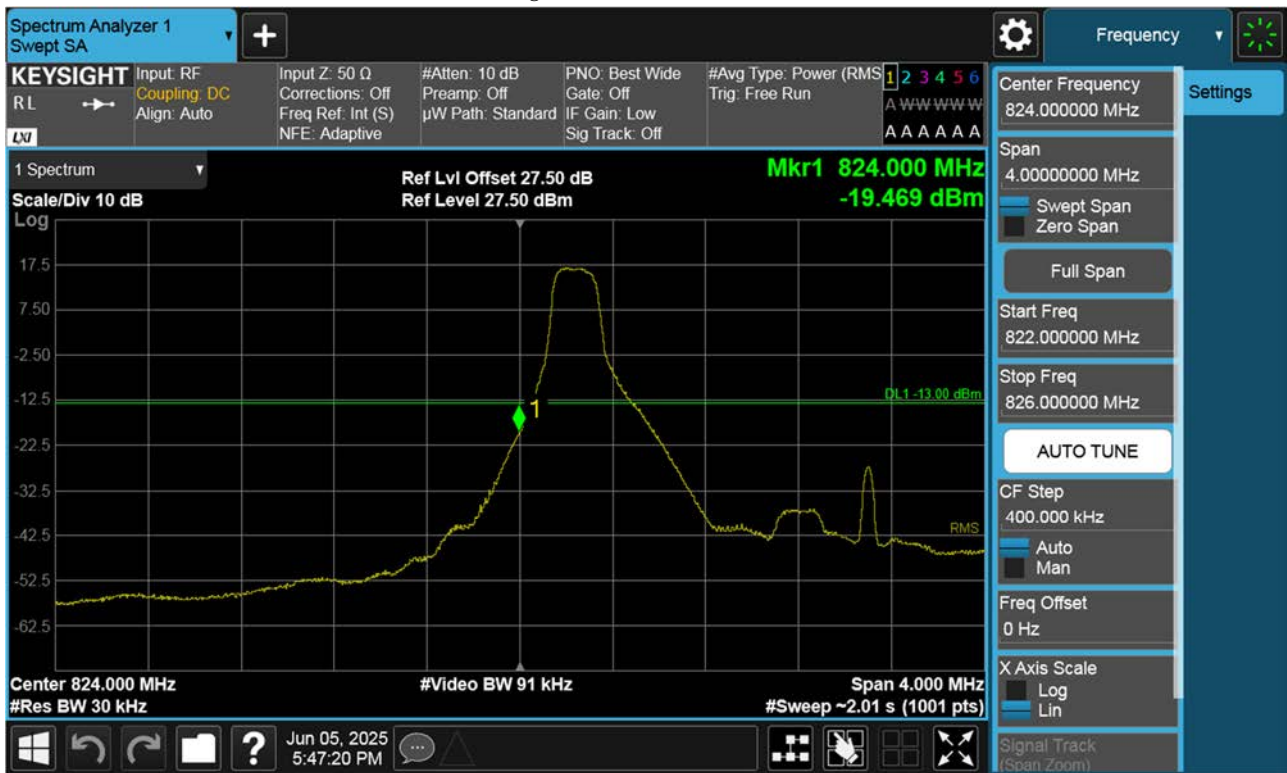 Spectrum Analyzer 1
Swept SA
Frequency
KEYSIGHT
RL
LXI
Input: RF
Coupling: DC
Align: Auto
Input Z: 50 Ω
Corrections: Off
Freq Ref: Int (S)
NFE: Adaptive
#Atten: 10 dB
Preamp: Off
µW Path: Standard
PNO: Best Wide
Gate: Off
IF Gain: Low
Sig Track: Off
#Avg Type: Power (RMS
Trig: Free Run
1 2 3 4 5 6
A W W W W W
A A A A A A
1 Spectrum
Scale/Div 10 dB
Log
Ref Lvl Offset 27.50 dB
Ref Level 27.50 dBm
Mkr1 824.000 MHz
-19.469 dBm
17.5
7.50
-2.50
-12.5
-22.5
-32.5
-42.5
-52.5
-62.5
DL1 -13.00 dBm
1
RMS
Center 824.000 MHz
#Res BW 30 kHz
#Video BW 91 kHz
Span 4.000 MHz
#Sweep ~2.01 s (1001 pts)
Center Frequency
824.000000 MHz
Settings
Span
4.00000000 MHz
Swept Span
Zero Span
Full Span
Start Freq
822.000000 MHz
Stop Freq
826.000000 MHz
AUTO TUNE
CF Step
400.000 kHz
Auto
Man
Freq Offset
0 Hz
X Axis Scale
Log
Lin
Signal Track
(Span Zoom)
?
Jun 05, 2025
5:47:20 PM